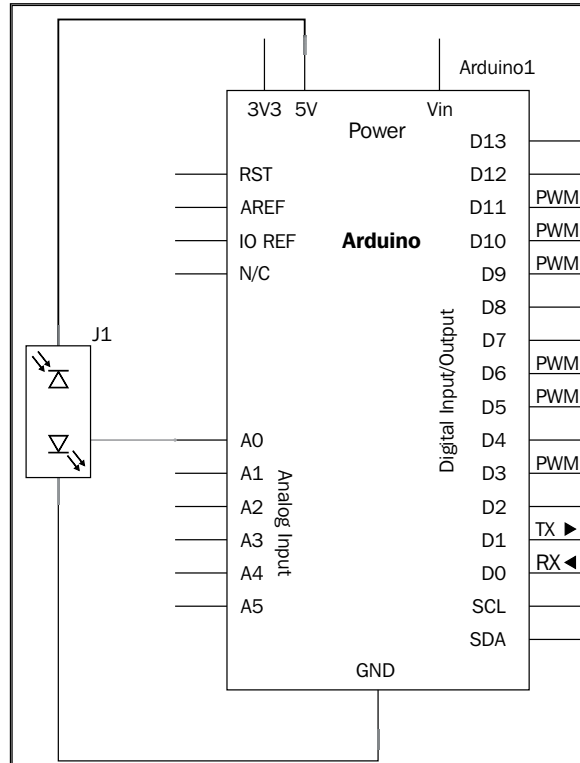 Arduino1
3V3 5V Vin
Power
D13
RST D12
AREF D11 PWM
IO REF Arduino D10 PWM
N/C D9 PWM
D8
J1 D7
D6 PWM
D5 PWM
Digital Input/Output
A0 D4
A1 D3 PWM
A2 D2
A3 D1 TX ▶
A4 D0 RX ◀
A5 SCL
Analog Input
SDA
GND